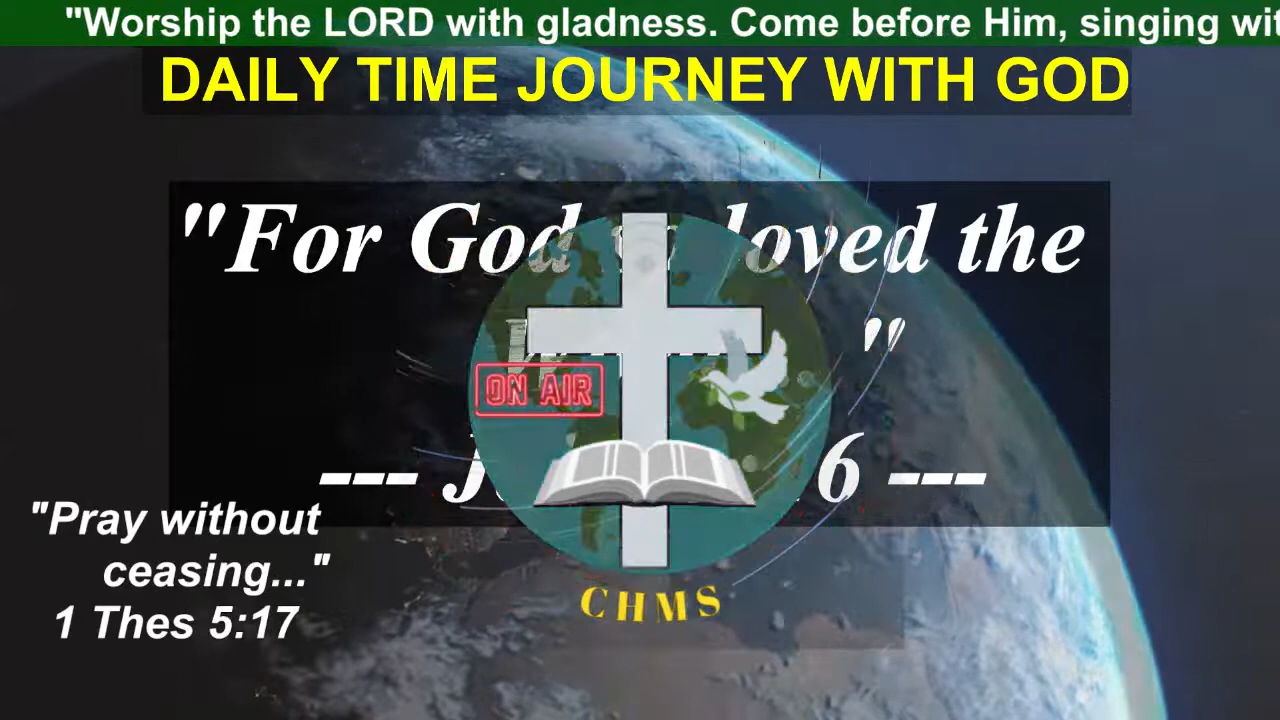 "Worship the LORD with gladness. Come before Him, singing
DAILY TIME JOURNEY WITH GOD
"For God loved the
"
--- 6 ---
ON AIR
"Pray without
ceasing..."
1 Thes 5:17
CHMS